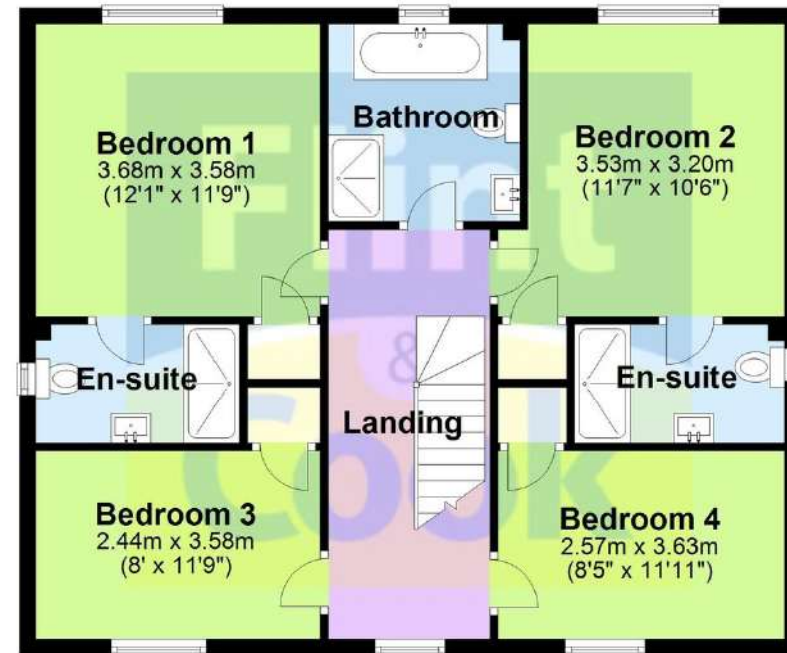 Bedroom 1
3.68m x 3.58m
(12'1" x 11'9")
Bathroom
Bedroom 2
3.53m x 3.20m
(11'7" x 10'6")
En-suite
Landing
En-suite
Bedroom 3
2.44m x 3.58m
(8' x 11'9")
Bedroom 4
2.57m x 3.63m
(8'5" x 11'11")
Flint
&
Cook